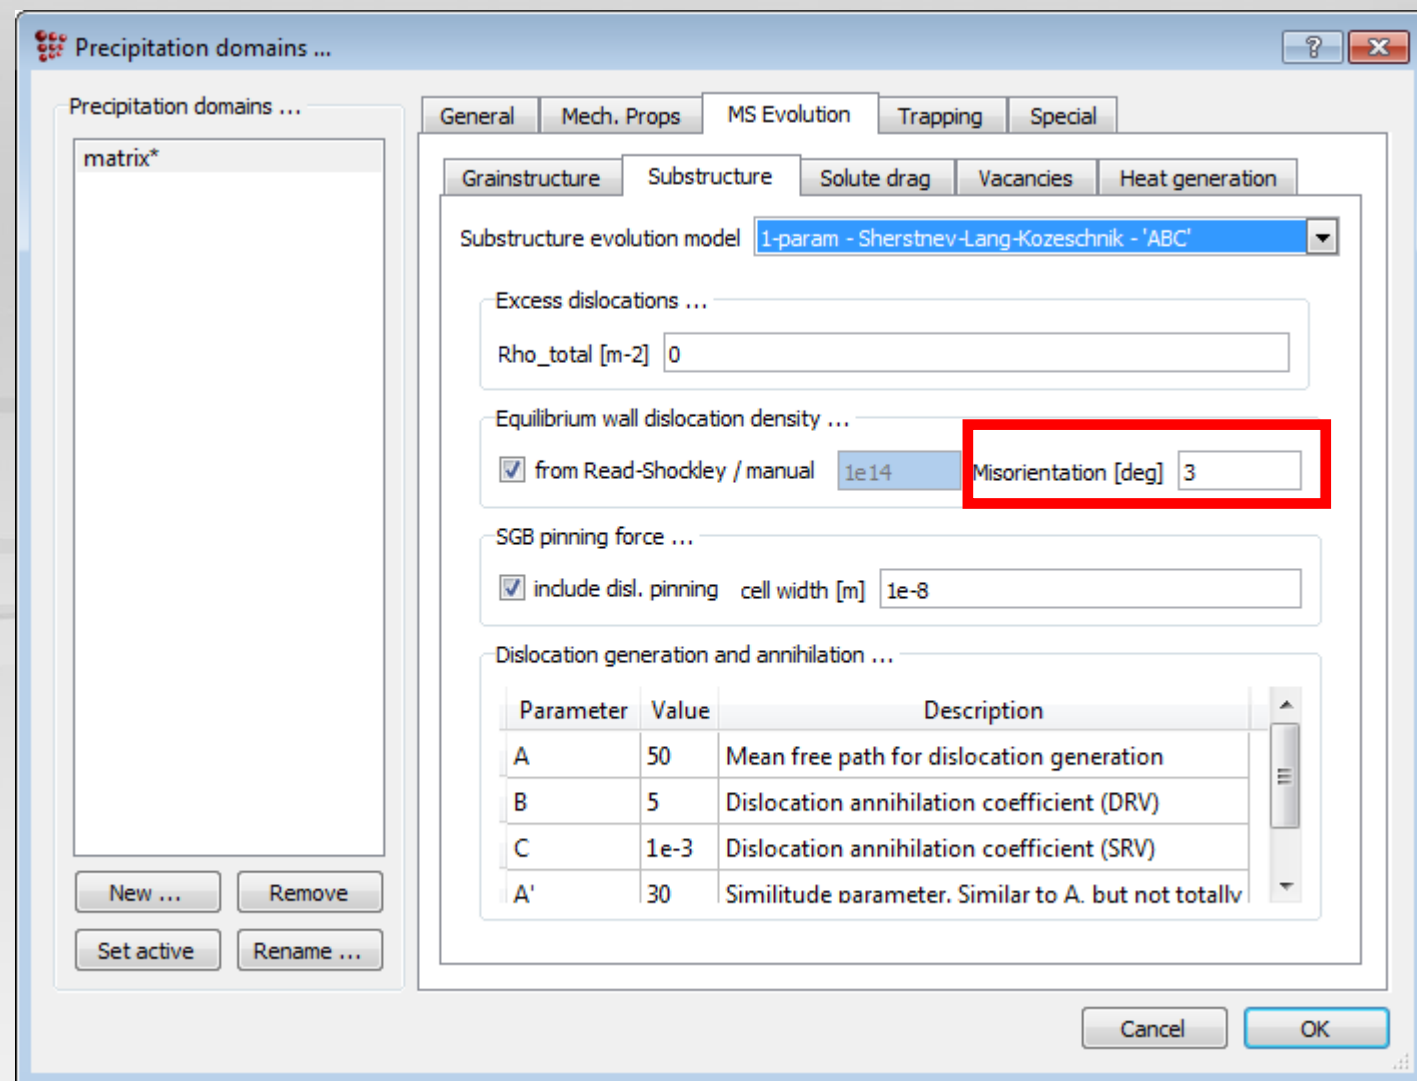 Precipitation domains ...
Precipitation domains ...
matrix*
New ...
Remove
Set active
Rename ...
General
Mech. Props
MS Evolution
Trapping
Special
Grainstructure
Substructure
Solute drag
Vacancies
Heat generation
Substructure evolution model 1-param - Sherstnev-Lang-Kozeschnik - 'ABC'
Excess dislocations ...
Rho_total [m-2] 0
Equilibrium wall dislocation density ...
from Read-Shockley / manual 1e14 Misorientation [deg] 3
SGB pinning force ...
include disl. pinning cell width [m] 1e-8
Dislocation generation and annihilation ...
Parameter Value Description
A 50 Mean free path for dislocation generation
B 5 Dislocation annihilation coefficient (DRV)
C 1e-3 Dislocation annihilation coefficient (SRV)
A' 30 Similitude parameter. Similar to A, but not totally
Cancel
OK